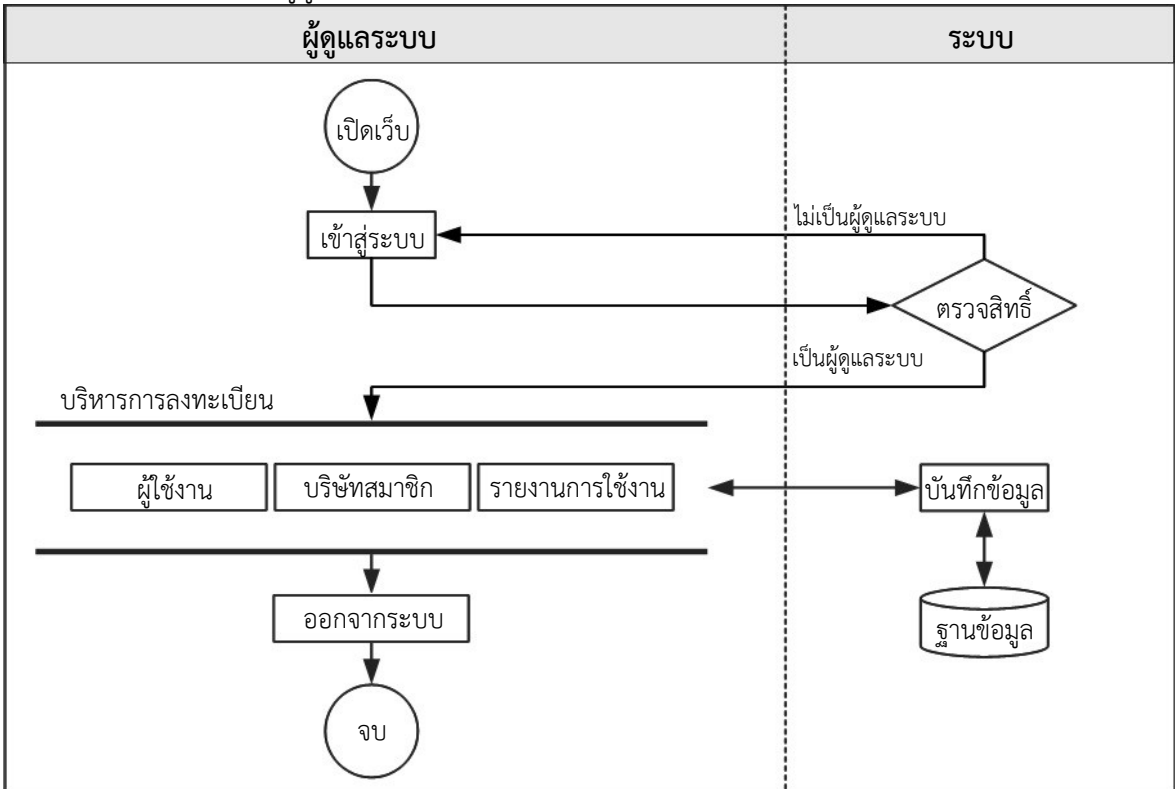 ผู้ดูแลระบบ
ระบบ
เปิดเว็บ
เข้าสู่ระบบ
ไม่เป็นผู้ดูแลระบบ
ตรวจสิทธิ์
เป็นผู้ดูแลระบบ
บริหารการลงทะเบียน
ผู้ใช้งาน
บริษัทสมาชิก
รายงานการใช้งาน
บันทึกข้อมูล
ออกจากระบบ
ฐานข้อมูล
จบ